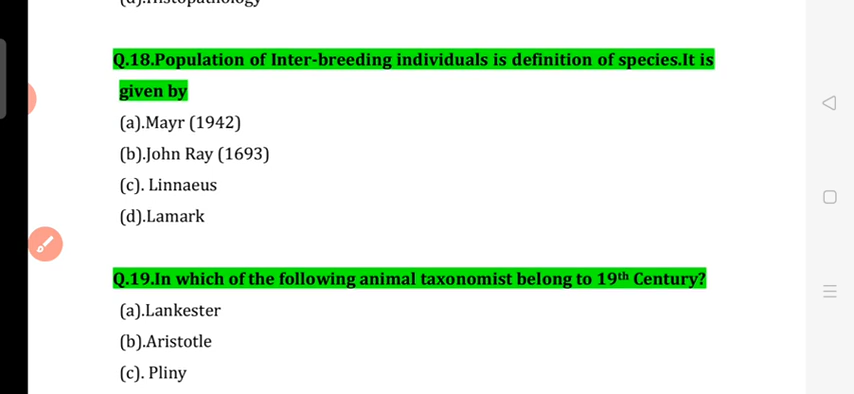 (d).Histopathology
Q.18.Population of Inter-breeding individuals is definition of species.It is
given by
(a).Mayr (1942)
(b).John Ray (1693)
(c). Linnaeus
(d).Lamark
Q.19.In which of the following animal taxonomist belong to 19th Century?
(a).Lankester
(b).Aristotle
(c). Pliny